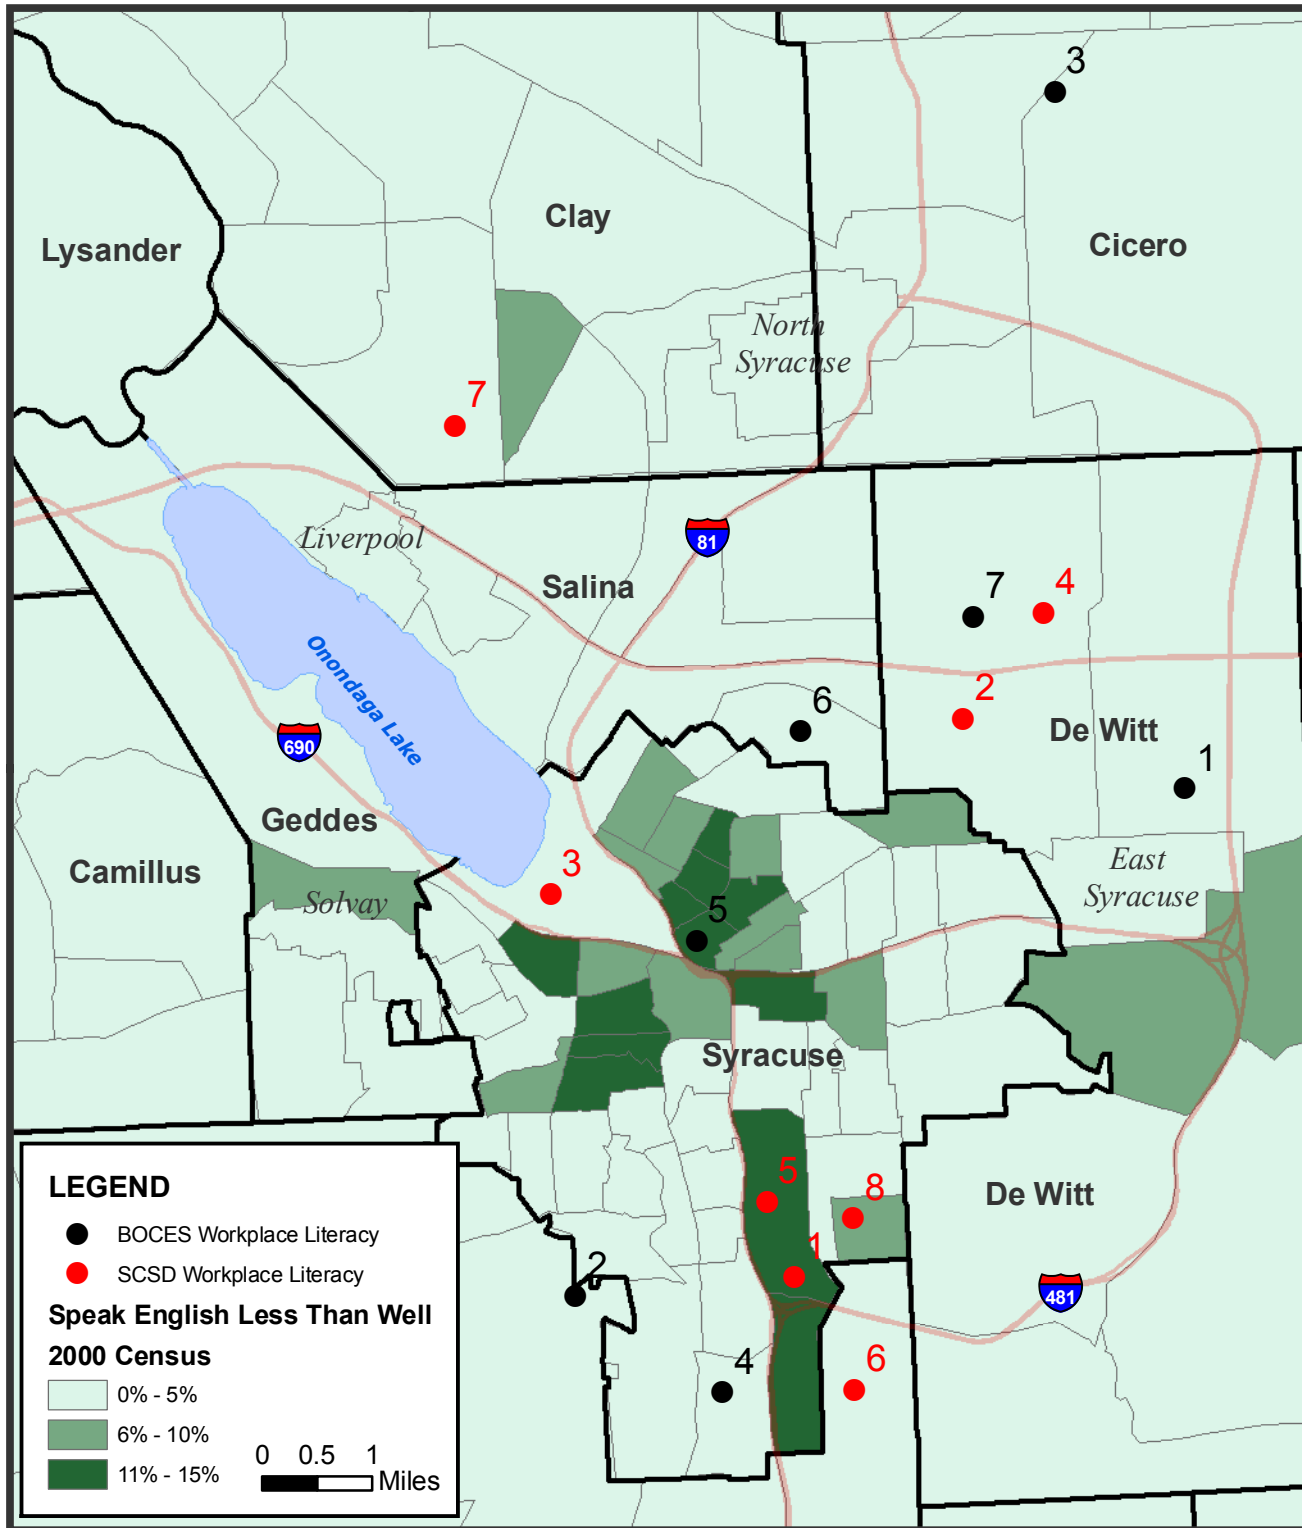 3
Clay
Lysander
Cicero
North
Syracuse
7
81
Liverpool
Salina
7
4
Onondaga Lake
2
6
De Witt
690
1
Geddes
East
Syracuse
3
Camillus
Solvay
5
Syracuse
5
8
De Witt
1
2
481
4
6
LEGEND
BOCES Workplace Literacy
SCSD Workplace Literacy
Speak English Less Than Well
2000 Census
0% - 5%
6% - 10%
11% - 15%
0 0.5 1
Miles